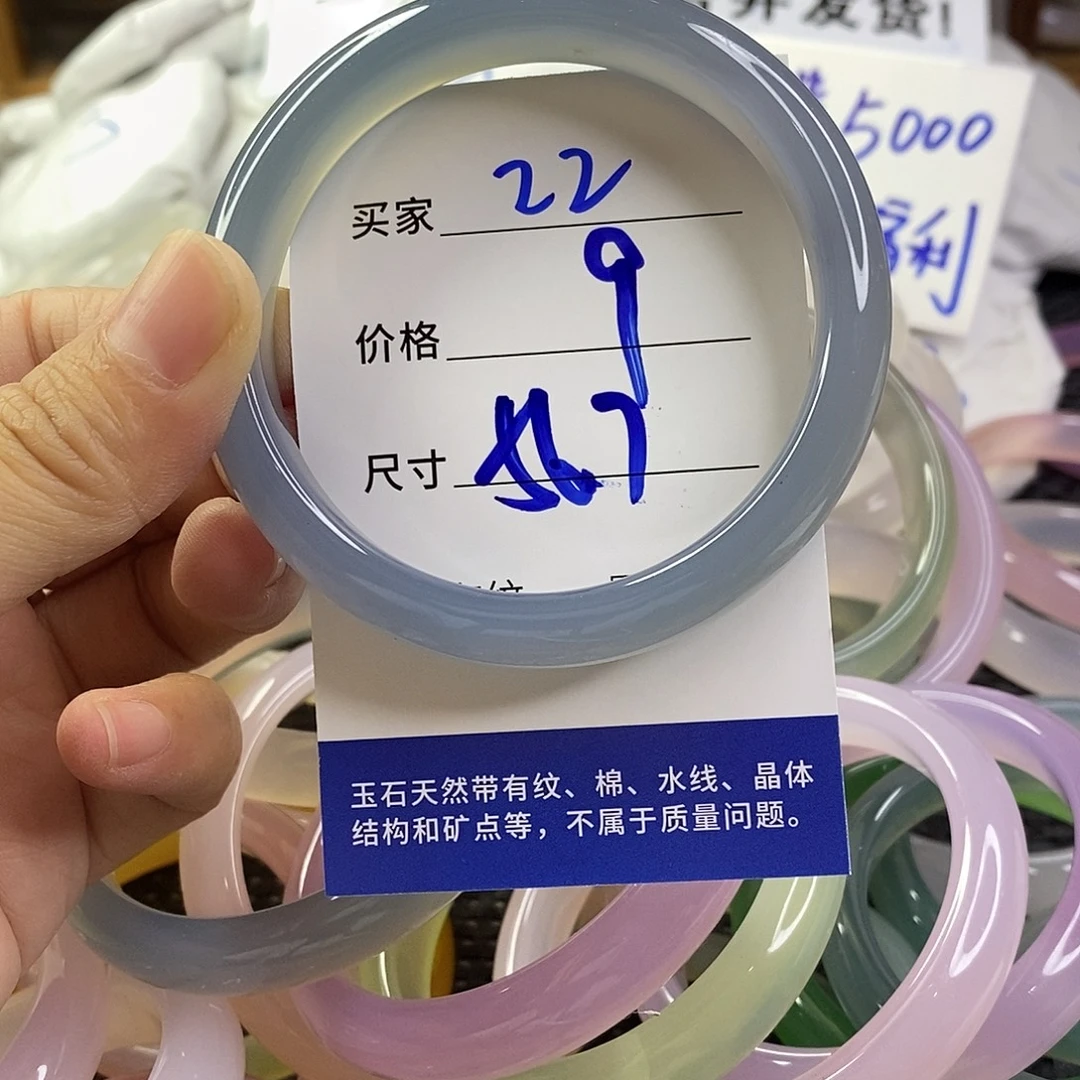 发货!
5000
利
买家 22
价格 9
尺寸 56.7
玉石天然带有纹、棉、水线、晶体
结构和矿点等，不属于质量问题。